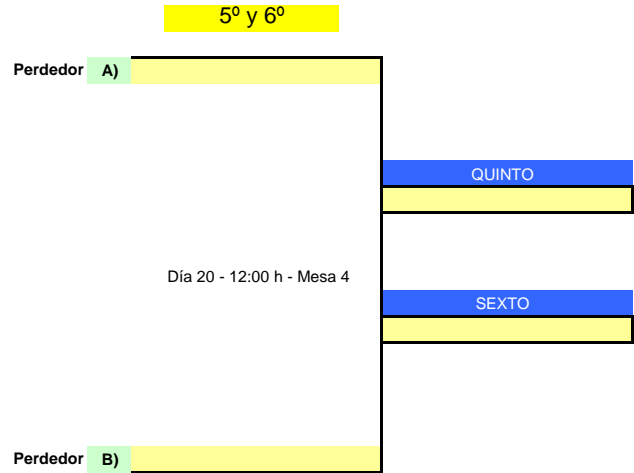 5º y 6º
Perdedor A)
QUINTO
Día 20 - 12:00 h - Mesa 4
SEXTO
Perdedor B)